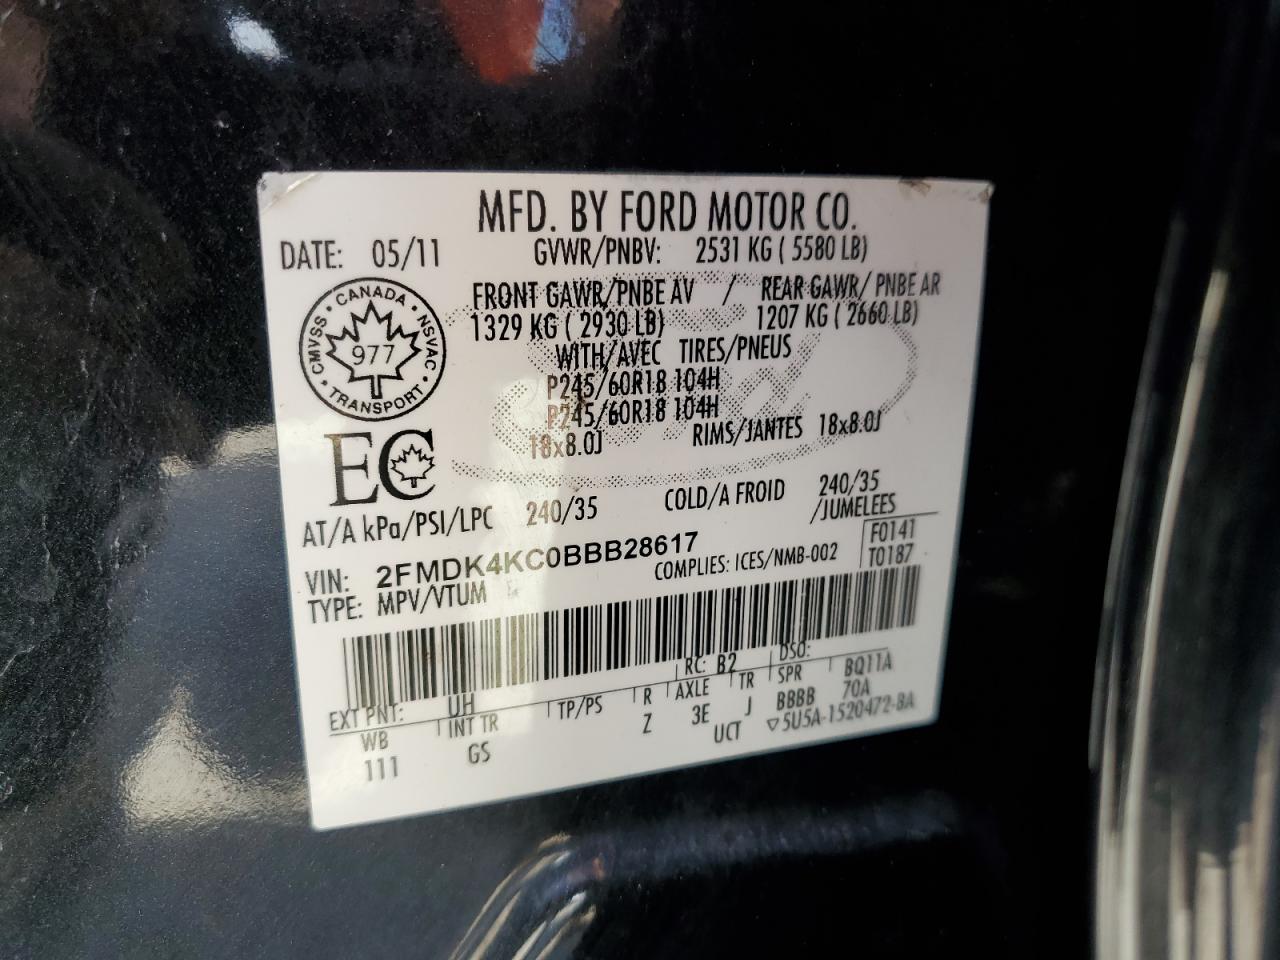 MFD. BY FORD MOTOR CO.
DATE: 05/11 GVWR/PNBV: 2531 KG ( 5580 LB)
FRONT GAWR/PNBE AV / REAR GAWR/ PNBE AR
1329 KG ( 2930 LB) 1207 KG ( 2660 LB)
WITH/AVEC TIRES/PNEUS
P245/60R18 104H
P245/60R18 104H
18x8.0J RIMS/JANTES 18x8.0J
CANADA
CMVSS NSVAC
977
TRANSPORT
EC
AT/A kPa/PSI/LPC 240/35 COLD/A FROID 240/35
/JUMELEES
VIN: 2FMDK4KC0BBB28617 F0141
TYPE: MPV/VTUM COMPLIES: ICES/NMB-002 T0187
EXT PNT: UH RC: B2 DSO:
WB INT TR TP/PS R AXLE TR SPR BQ11A
111 GS Z 3E J BBBB 70A
UCT ▽5U5A-1520472-BA